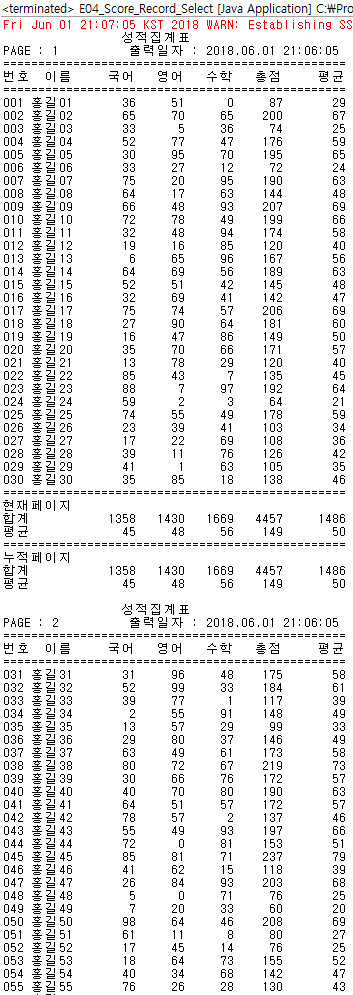 <terminated> E04_Score_Record_Select [Java Application] C:\Pro
Fri Jun 01 21:07:05 KST 2018 WARN: Establishing SS
성적집계표
PAGE : 1 출력일자 : 2018.06.01 21:06:05
==================================================
번호 이름 국어 영어 수학 총점 평균
==================================================
001 홍길01 36 51 0 87 29
002 홍길02 65 70 65 200 67
003 홍길03 33 5 36 74 25
004 홍길04 52 77 47 176 59
005 홍길05 30 95 70 195 65
006 홍길06 33 27 12 72 24
007 홍길07 75 20 95 190 63
008 홍길08 64 17 63 144 48
009 홍길09 66 48 93 207 69
010 홍길10 72 78 49 199 66
011 홍길11 32 48 94 174 58
012 홍길12 19 16 85 120 40
013 홍길13 6 65 96 167 56
014 홍길14 64 69 56 189 63
015 홍길15 52 51 42 145 48
016 홍길16 32 69 41 142 47
017 홍길17 75 74 57 206 69
018 홍길18 27 90 64 181 60
019 홍길19 16 47 86 149 50
020 홍길20 35 70 66 171 57
021 홍길21 13 78 29 120 40
022 홍길22 85 43 7 135 45
023 홍길23 88 7 97 192 64
024 홍길24 59 2 3 64 21
025 홍길25 74 55 49 178 59
026 홍길26 23 39 41 103 34
027 홍길27 17 22 69 108 36
028 홍길28 39 11 76 126 42
029 홍길29 41 1 63 105 35
030 홍길30 35 85 18 138 46
==================================================
현재페이지
합계 1358 1430 1669 4457 1486
평균 45 48 56 149 50
==================================================
누적페이지
합계 1358 1430 1669 4457 1486
평균 45 48 56 149 50
성적집계표
PAGE : 2 출력일자 : 2018.06.01 21:06:05
==================================================
번호 이름 국어 영어 수학 총점 평균
==================================================
031 홍길31 31 96 48 175 58
032 홍길32 52 99 33 184 61
033 홍길33 39 77 1 117 39
034 홍길34 2 55 91 148 49
035 홍길35 13 57 29 99 33
036 홍길36 29 80 37 146 49
037 홍길37 63 49 61 173 58
038 홍길38 80 72 67 219 73
039 홍길39 30 66 76 172 57
040 홍길40 40 70 80 190 63
041 홍길41 64 51 57 172 57
042 홍길42 78 57 2 137 46
043 홍길43 55 49 93 197 66
044 홍길44 72 0 81 153 51
045 홍길45 85 81 71 237 79
046 홍길46 41 62 15 118 39
047 홍길47 26 84 93 203 68
048 홍길48 5 0 71 76 25
049 홍길49 7 20 33 60 20
050 홍길50 98 64 46 208 69
051 홍길51 61 11 8 80 27
052 홍길52 17 45 14 76 25
053 홍길53 18 64 73 155 52
054 홍길54 40 34 68 142 47
055 홍길55 76 26 28 130 43